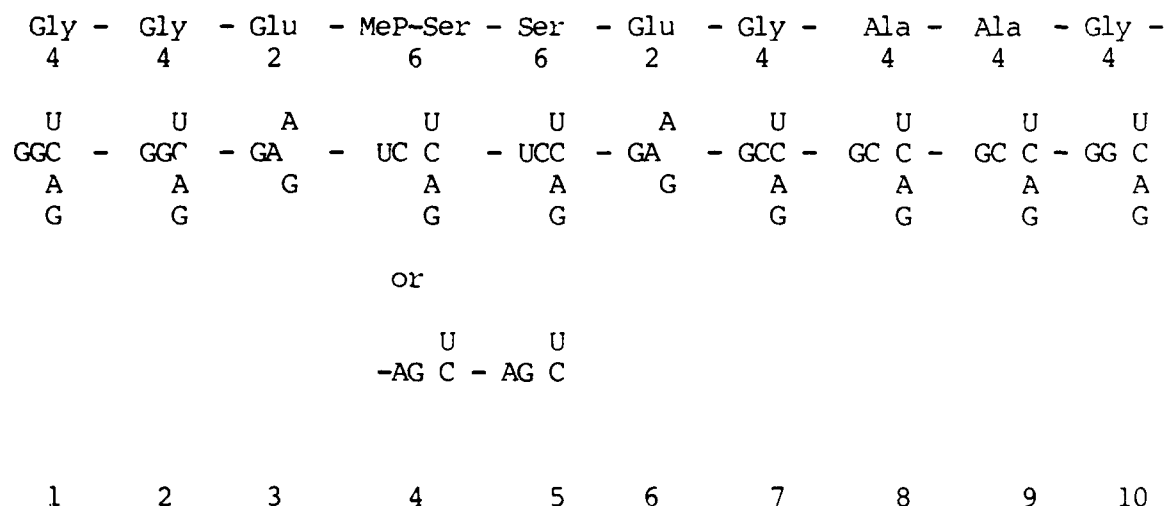 Gly - Gly - Glu - MeP~Ser - Ser - Glu - Gly - Ala - Ala - Gly -
4 4 2 6 6 2 4 4 4 4
U U A U U A U U U U
GGC - GGC - GA - UC C - UCC - GA - GCC - GC C - GC C - GG C
A A G A A G A A A A
G G G G G G G G
or
U U
-AG C - AG C
1 2 3 4 5 6 7 8 9 10